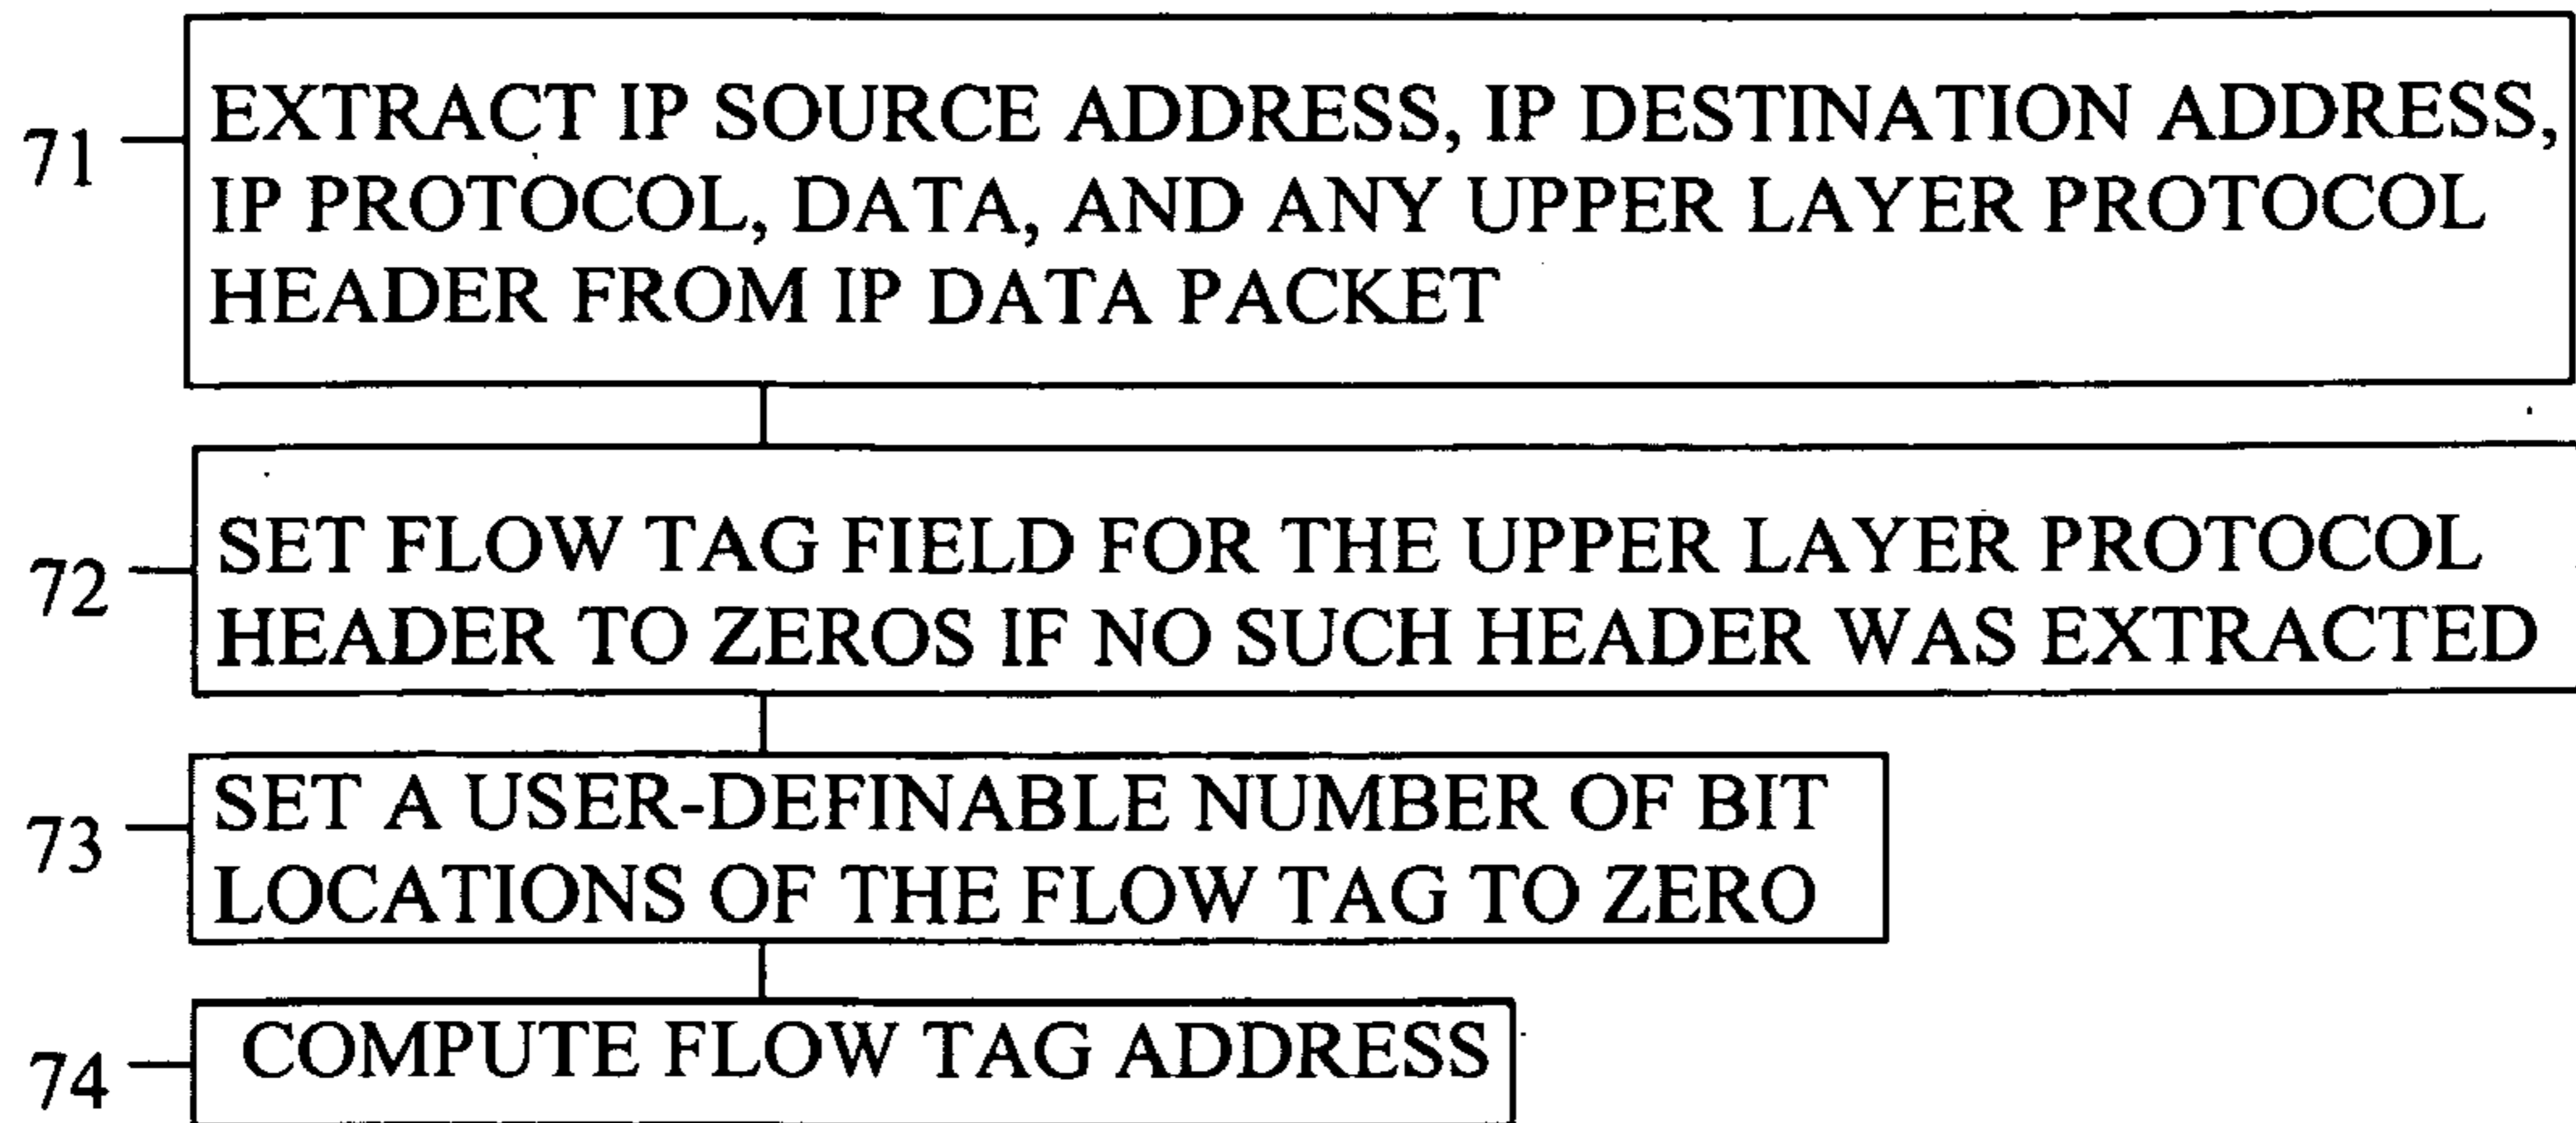 71 EXTRACT IP SOURCE ADDRESS, IP DESTINATION ADDRESS,
IP PROTOCOL, DATA, AND ANY UPPER LAYER PROTOCOL
HEADER FROM IP DATA PACKET
72 SET FLOW TAG FIELD FOR THE UPPER LAYER PROTOCOL
HEADER TO ZEROS IF NO SUCH HEADER WAS EXTRACTED
73 SET A USER-DEFINABLE NUMBER OF BIT
LOCATIONS OF THE FLOW TAG TO ZERO
74 COMPUTE FLOW TAG ADDRESS